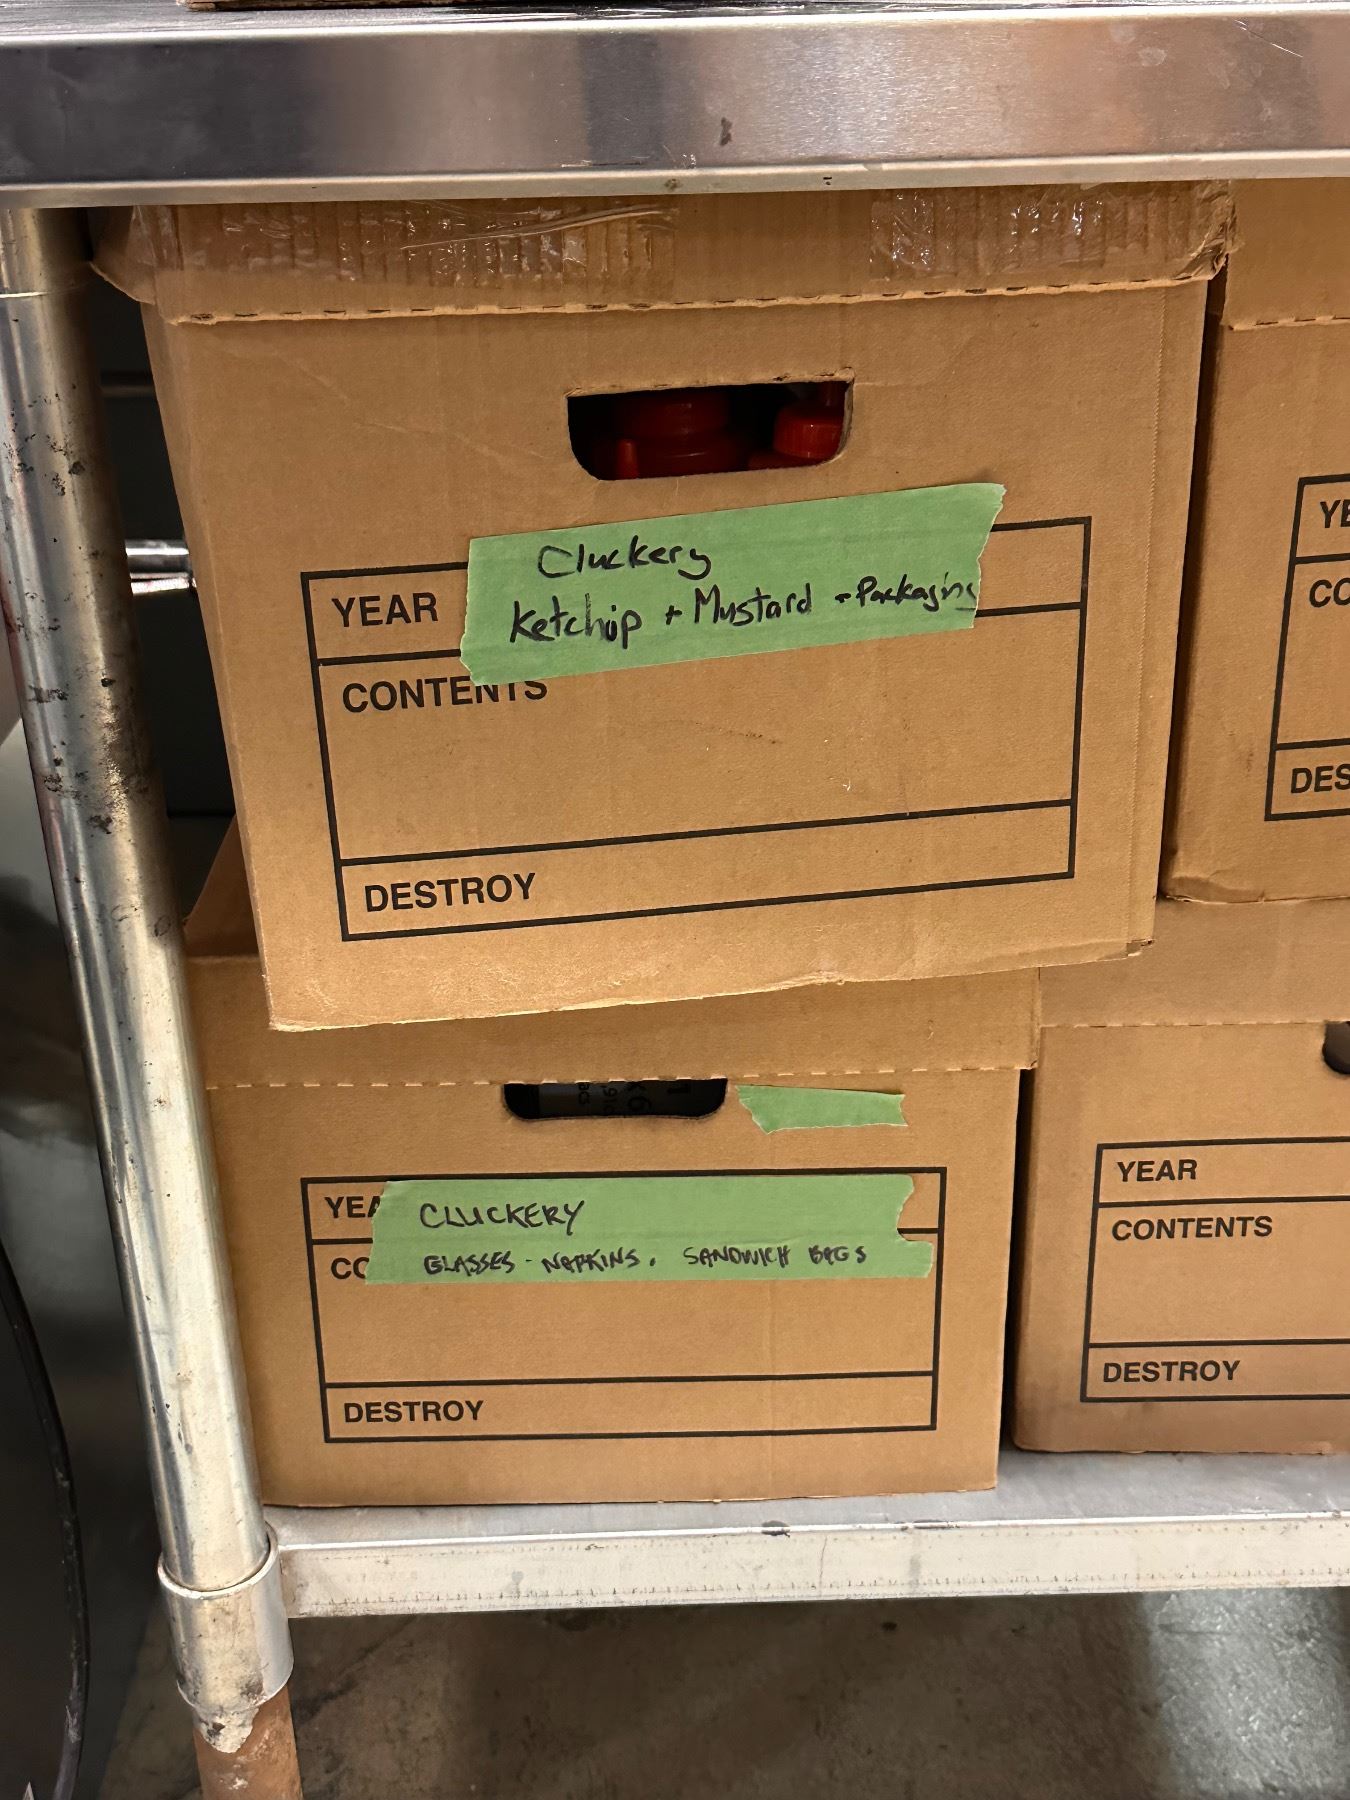 Cluckery
Ketchup + Mustard - Packaging
YEAR
CONTENTS
DESTROY
CLUCKERY
GLASSES - NAPKINS, SANDWICH BAGS
DESTROY
YEAR
CONTENTS
DESTROY